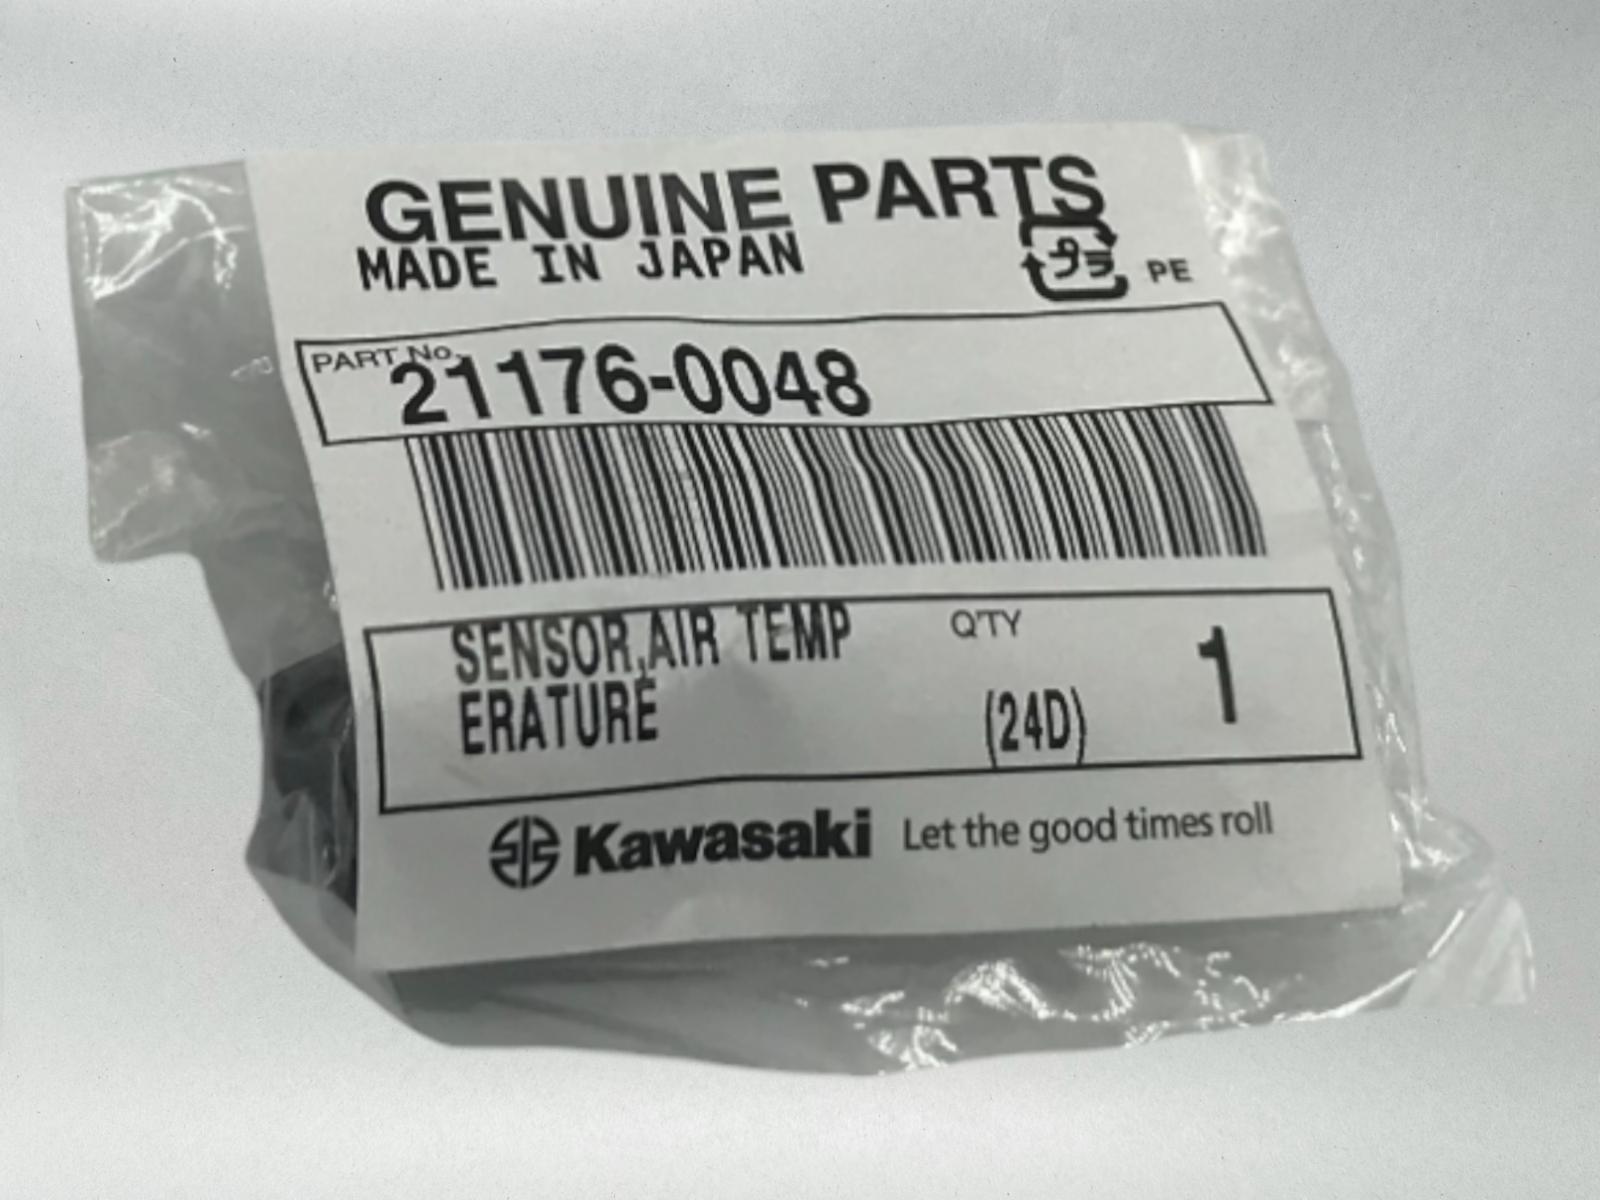 GENUINE PARTS
MADE IN JAPAN
プラ PE
PART No.
21176-0048
SENSOR,AIR TEMP
ERATURE
Q'TY
(24D)
1
Kawasaki Let the good times roll